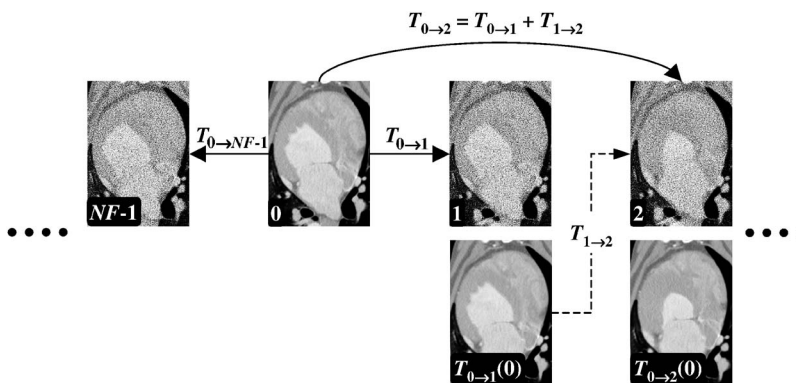 T0→2 = T0→1 + T1→2
T0→NF-1
T0→1
NF-1
0
1
2
T1→2
T0→1(0)
T0→2(0)